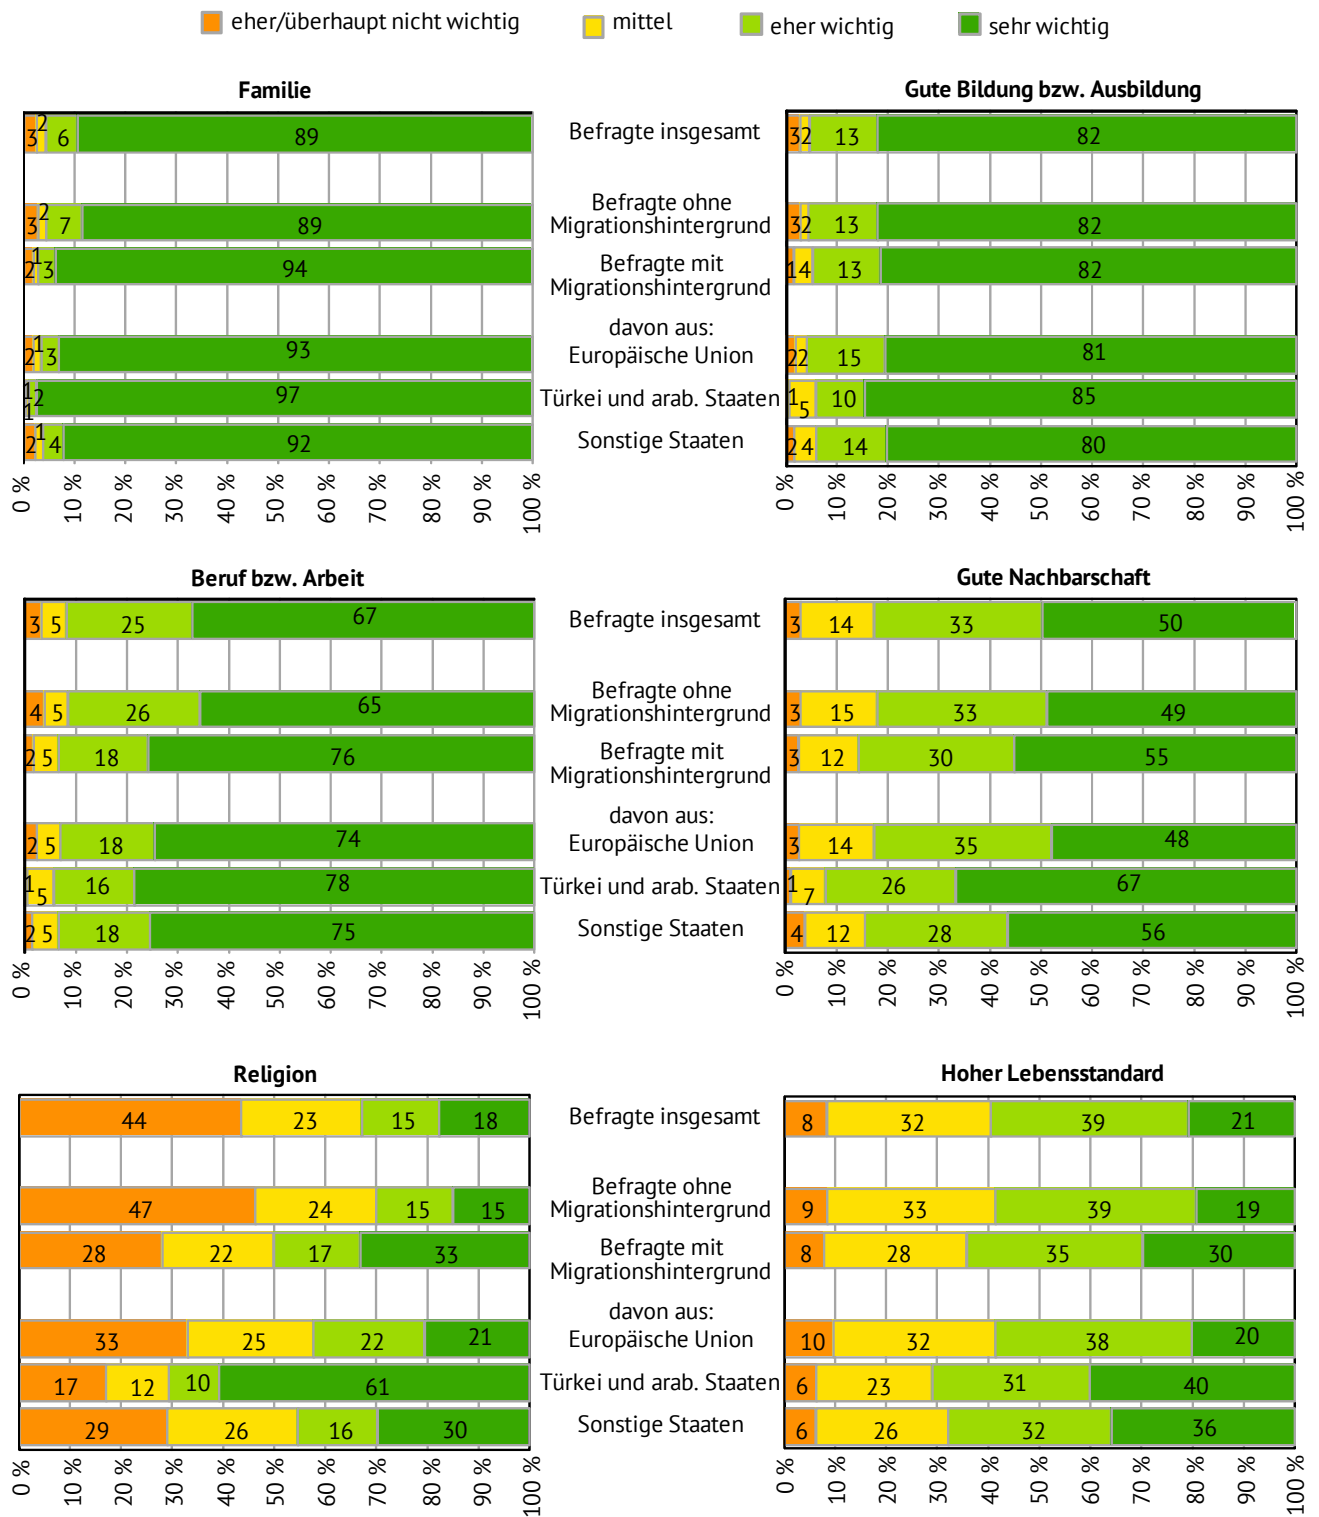 eher/überhaupt nicht wichtig mittel eher wichtig sehr wichtig
Familie
Gute Bildung bzw. Ausbildung
3 2 6 89 Befragte insgesamt 3 2 13 82
Befragte ohne
3 2 7 89 Migrationshintergrund 3 2 13 82
Befragte mit
2 1 3 94 1 4 13 82
Migrationshintergrund
davon aus:
2 1 3 93 Europäische Union 2 2 15 81
1 1 2 97 Türkei und arab. Staaten 1 5 10 85
2 1 4 92 Sonstige Staaten 2 4 14 80
0 % 10 % 20 % 30 % 40 % 50 % 60 % 70 % 80 % 90 % 100 % 0 % 10 % 20 % 30 % 40 % 50 % 60 % 70 % 80 % 90 % 100 %
Beruf bzw. Arbeit
Gute Nachbarschaft
3 5 25 67 Befragte insgesamt 3 14 33 50
Befragte ohne
4 5 26 65 Migrationshintergrund 3 15 33 49
Befragte mit
2 5 18 76 3 12 30 55
Migrationshintergrund
davon aus:
2 5 18 74 Europäische Union 3 14 35 48
1 5 16 78 Türkei und arab. Staaten 1 7 26 67
2 5 18 75 Sonstige Staaten 4 12 28 56
0 % 10 % 20 % 30 % 40 % 50 % 60 % 70 % 80 % 90 % 100 % 0 % 10 % 20 % 30 % 40 % 50 % 60 % 70 % 80 % 90 % 100 %
Religion
Hoher Lebensstandard
44 23 15 18 Befragte insgesamt 8 32 39 21
Befragte ohne
47 24 15 15 Migrationshintergrund 9 33 39 19
Befragte mit
28 22 17 33 8 28 35 30
Migrationshintergrund
davon aus:
33 25 22 21 Europäische Union 10 32 38 20
17 12 10 61 Türkei und arab. Staaten 6 23 31 40
29 26 16 30 Sonstige Staaten 6 26 32 36
0 % 10 % 20 % 30 % 40 % 50 % 60 % 70 % 80 % 90 % 100 % 0 % 10 % 20 % 30 % 40 % 50 % 60 % 70 % 80 % 90 % 100 %